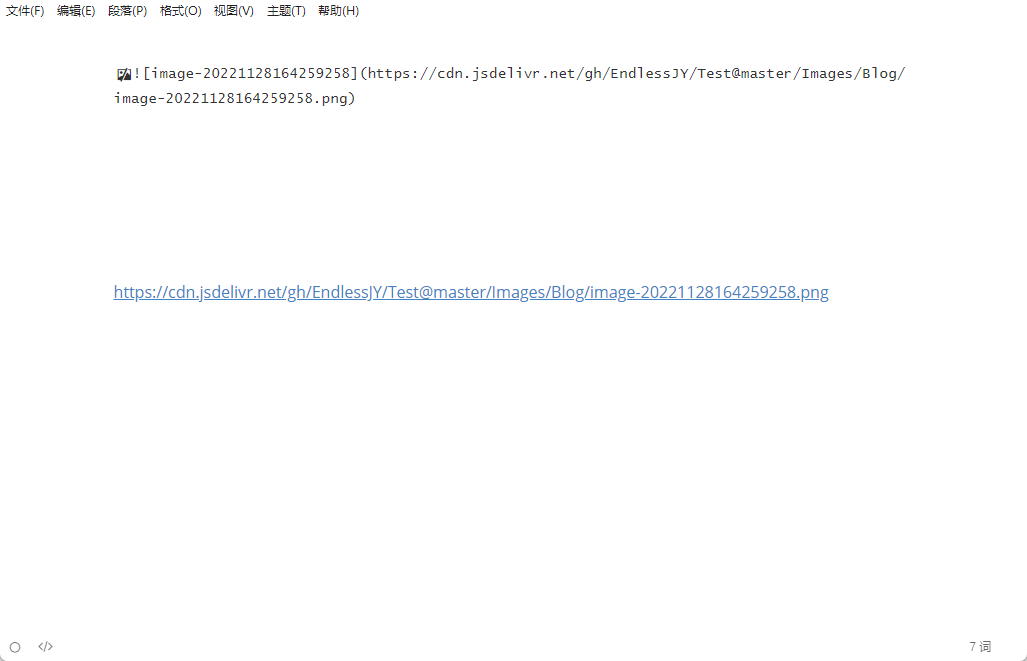 文件(F) 编辑(E) 段落(P) 格式(O) 视图(V) 主题(T) 帮助(H)
![image-20221128164259258](https://cdn.jsdelivr.net/gh/EndlessJY/Test@master/Images/Blog/
image-20221128164259258.png)
https://cdn.jsdelivr.net/gh/EndlessJY/Test@master/Images/Blog/image-20221128164259258.png
</> 7 词